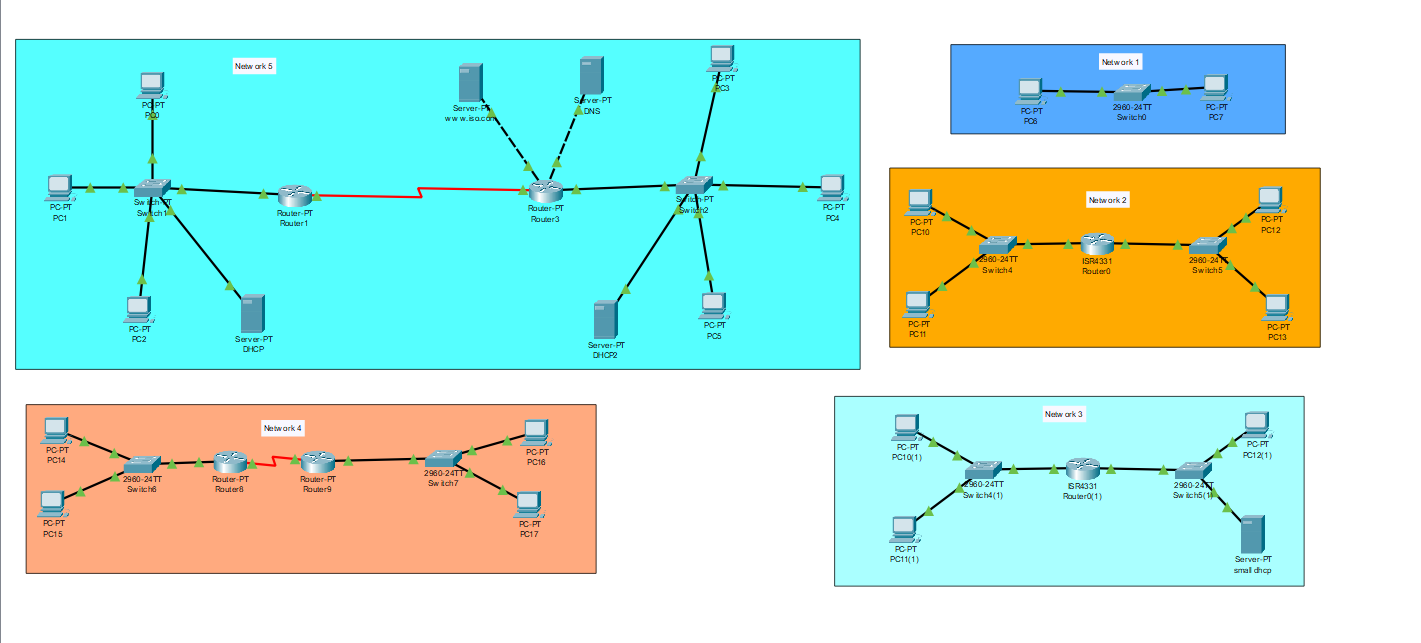 Network 5
PC-PT
PC0
PC-PT
PC1
Switch-PT
Switch1
Router-PT
Router1
PC-PT
PC2
Server-PT
DHCP
Server-PT
www.iso.com
Server-PT
DNS
Router-PT
Router3
PC-PT
PC3
Switch-PT
Switch2
PC-PT
PC4
Server-PT
DHCP2
PC-PT
PC5
Network 1
PC-PT
PC6
2960-24TT
Switch0
PC-PT
PC7
Network 2
PC-PT
PC10
2960-24TT
Switch4
PC-PT
PC11
ISR4331
Router0
2960-24TT
Switch5
PC-PT
PC12
PC-PT
PC13
Network 4
PC-PT
PC14
PC-PT
PC15
2960-24TT
Switch6
Router-PT
Router8
Router-PT
Router9
2960-24TT
Switch7
PC-PT
PC16
PC-PT
PC17
Network 3
PC-PT
PC10(1)
2960-24TT
Switch4(1)
PC-PT
PC11(1)
ISR4331
Router0(1)
2960-24TT
Switch5(1)
PC-PT
PC12(1)
Server-PT
small dhcp